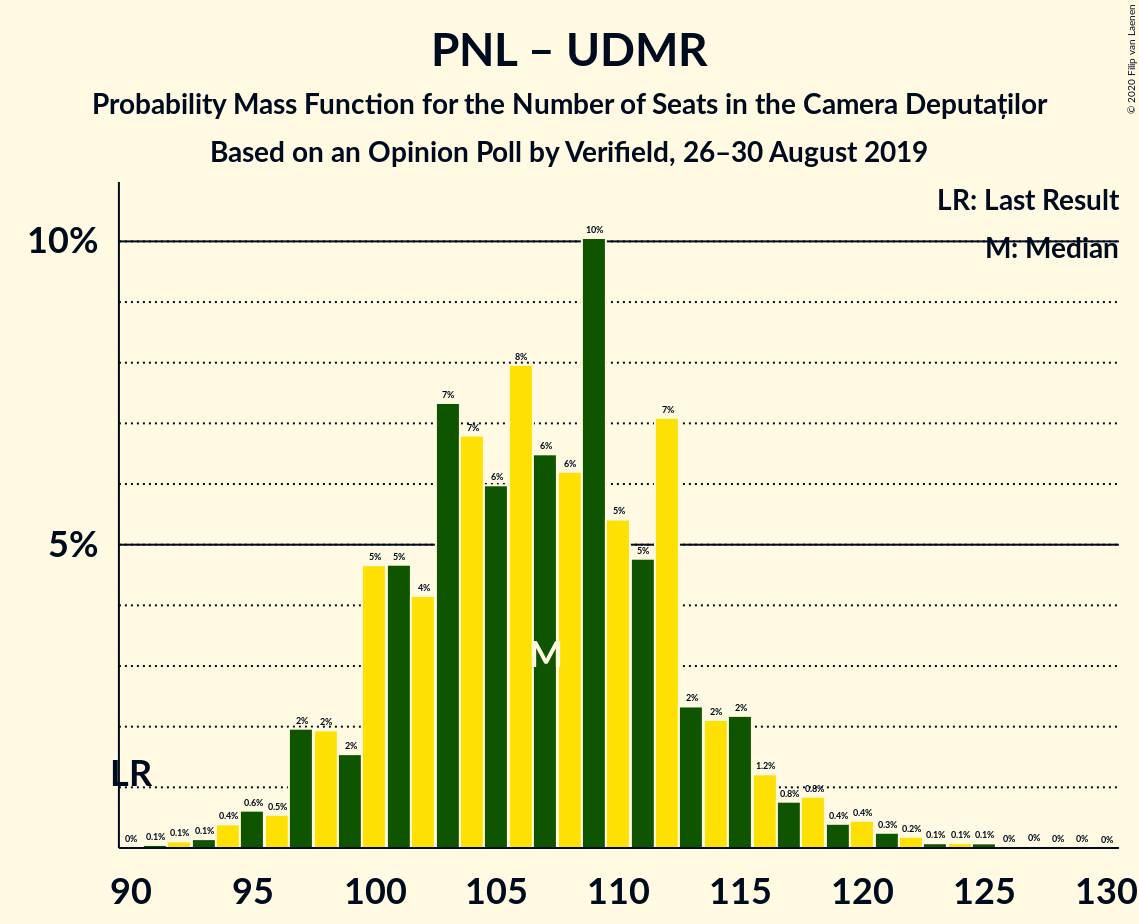 PNL – UDMR
Probability Mass Function for the Number of Seats in the Camera Deputaților
Based on an Opinion Poll by Verifield, 26–30 August 2019
© 2020 Filip van Laenen
LR: Last Result
M: Median
10%
5%
LR
M
0% 0.1% 0.1% 0.1% 0.4% 0.6% 0.5% 2% 2% 2% 5% 5% 4% 7% 7% 6% 8% 6% 6% 10% 5% 5% 7% 2% 2% 2% 1.2% 0.8% 0.8% 0.4% 0.4% 0.3% 0.2% 0.1% 0.1% 0.1% 0% 0% 0% 0% 0%
90 95 100 105 110 115 120 125 130